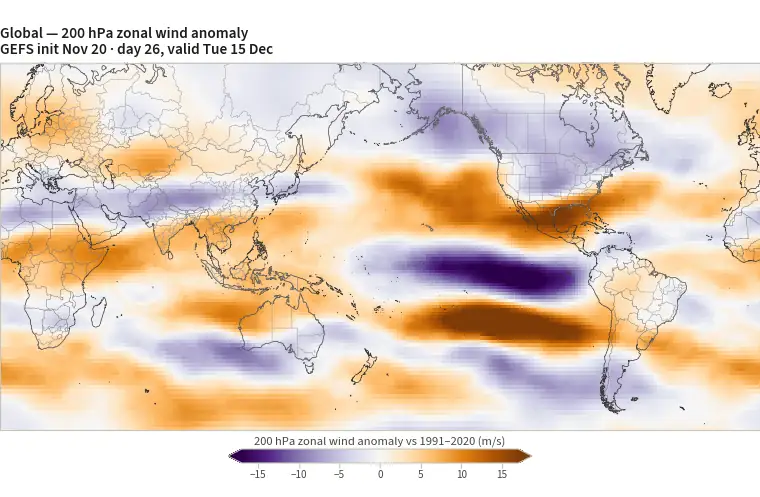 Global — 200 hPa zonal wind anomaly
GEFS init Nov 20 · day 26, valid Tue 15 Dec
200 hPa zonal wind anomaly vs 1991–2020 (m/s)
−15 −10 −5 0 5 10 15